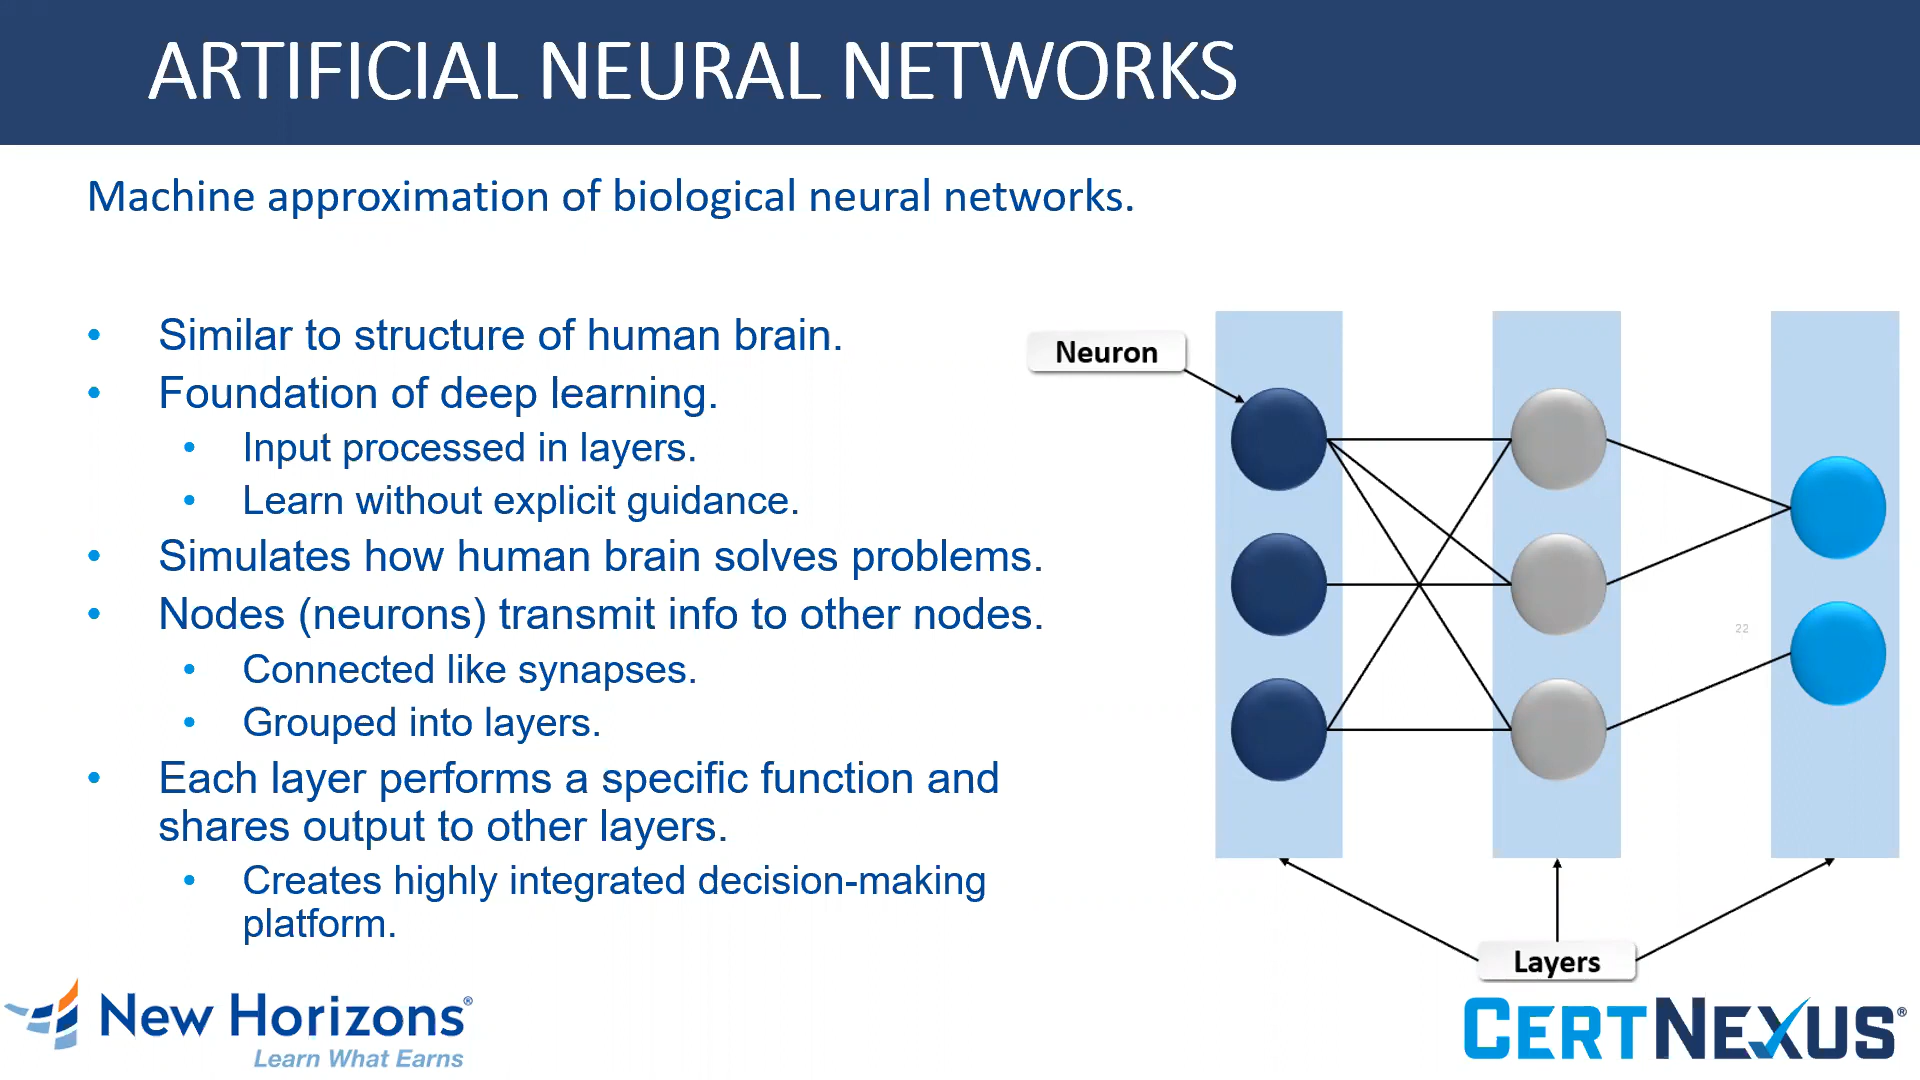 ARTIFICIAL NEURAL NETWORKS
Machine approximation of biological neural networks.
• Similar to structure of human brain.
• Foundation of deep learning.
• Input processed in layers.
• Learn without explicit guidance.
• Simulates how human brain solves problems.
• Nodes (neurons) transmit info to other nodes.
• Connected like synapses.
• Grouped into layers.
• Each layer performs a specific function and
shares output to other layers.
• Creates highly integrated decision-making
platform.
Neuron
22
Layers
New Horizons®
Learn What Earns
CERTNEXUS®